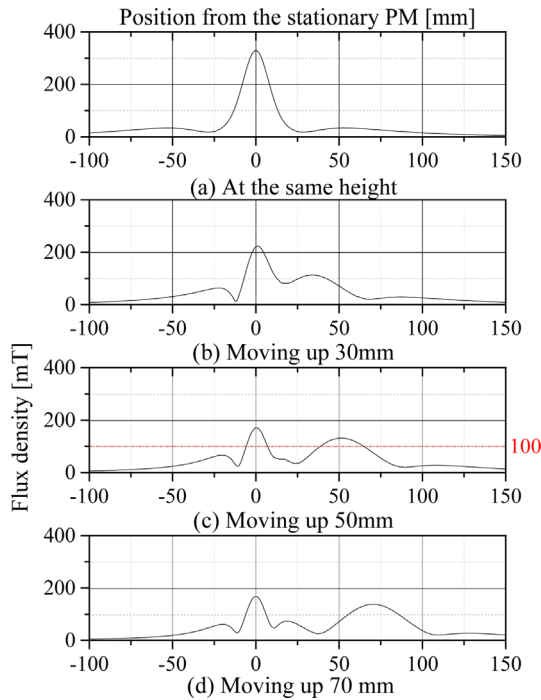 Position from the stationary PM [mm]
400
200
0
-100 -50 0 50 100 150
(a) At the same height
400
200
0
-100 -50 0 50 100 150
(b) Moving up 30mm
Flux density [mT]
400
200
0
100
-100 -50 0 50 100 150
(c) Moving up 50mm
400
200
0
-100 -50 0 50 100 150
(d) Moving up 70 mm